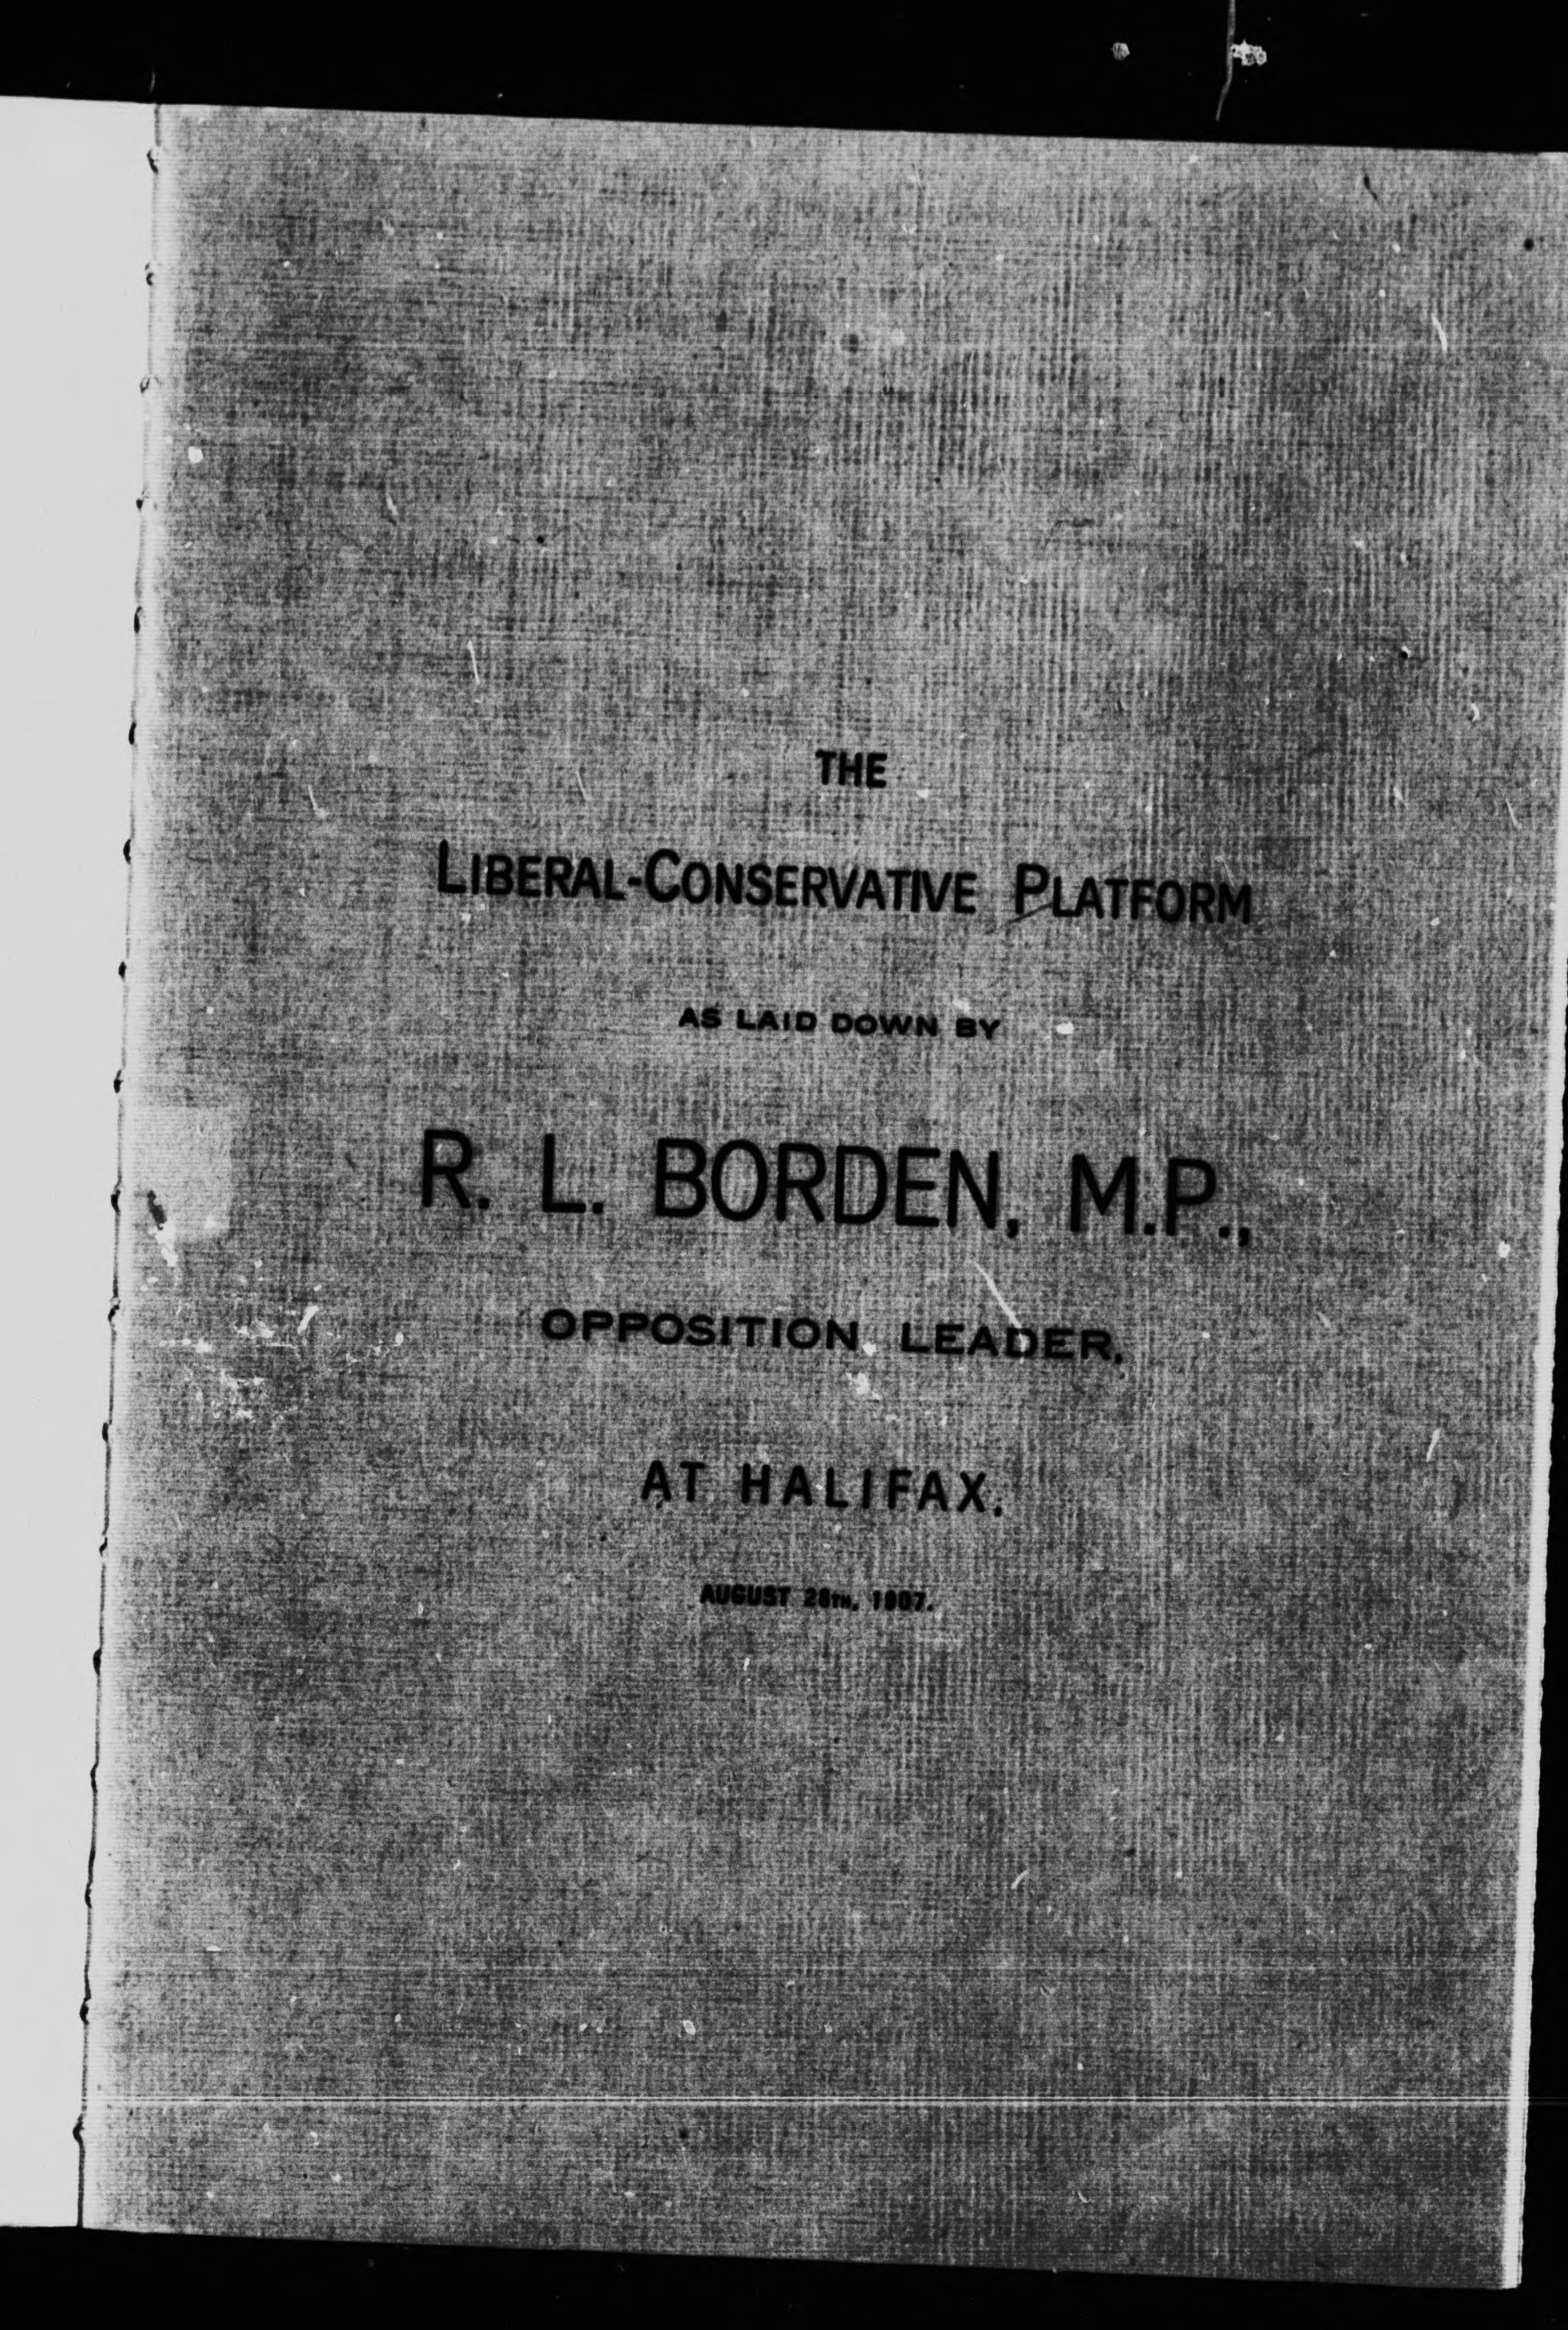 THE
LIBERAL-CONSERVATIVE PLATFORM
AS LAID DOWN BY
R. L. BORDEN, M.P.,
OPPOSITION LEADER,
AT HALIFAX.
AUGUST 20TH, 1907.